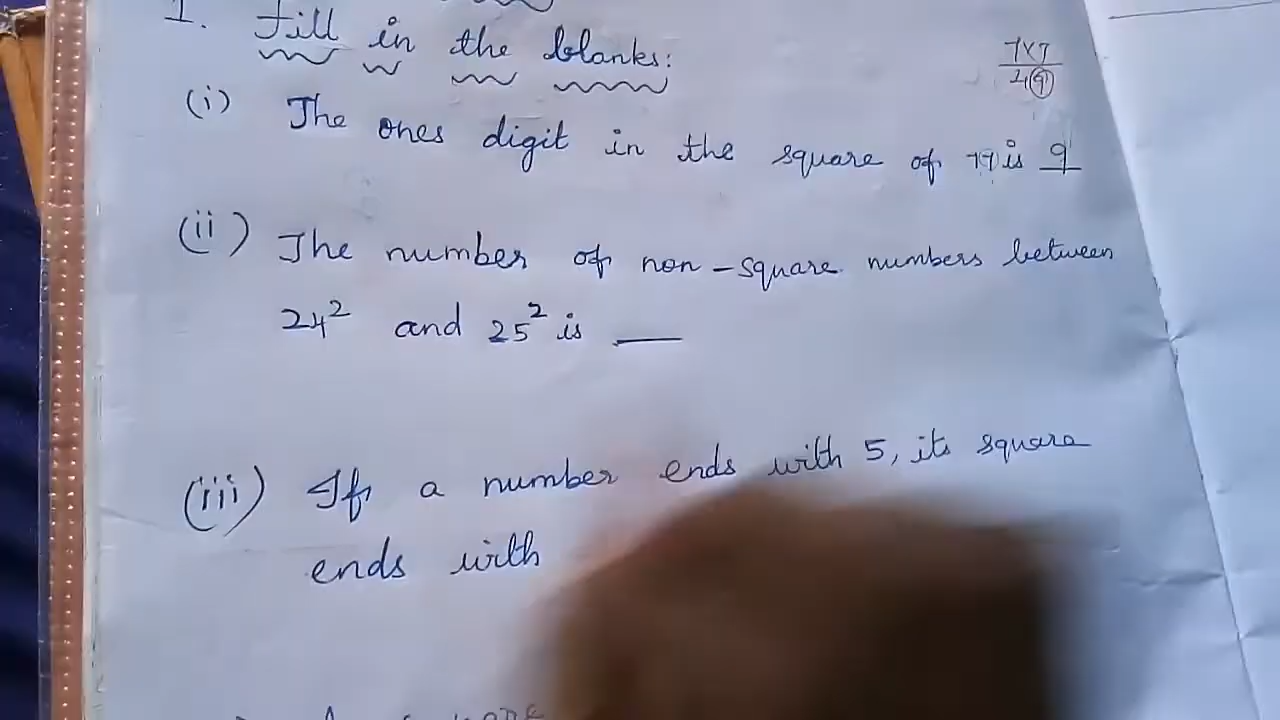 1. Fill in the blanks:
7×7
49
(i) The ones digit in the square of 77 is 9
(ii) The number of non-square numbers between
24² and 25² is __
(iii) If a number ends with 5, its square
ends with